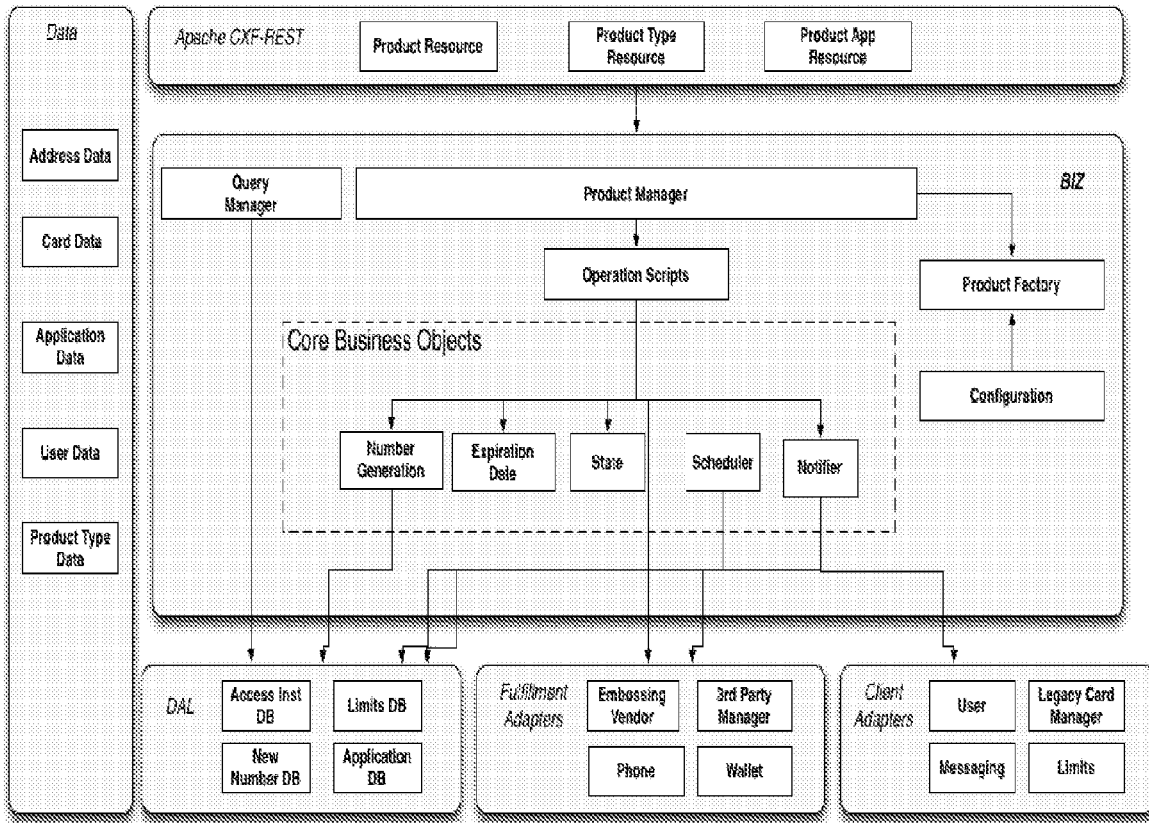 Data
Address Data
Card Data
Application
Data
User Data
Product Type
Data
Apache CXF-REST
Product Resource
Product Type
Resource
Product App
Resource
BIZ
Query
Manager
Product Manager
Operation Scripts
Product Factory
Configuration
Core Business Objects
Number
Generation
Expiration
Date
State
Scheduler
Notifier
DAL
Access Inst
DB
Limits DB
New
Number DB
Application
DB
Fulfillment
Adapters
Embossing
Vendor
3rd Party
Manager
Phone
Wallet
Client
Adapters
User
Legacy Card
Manager
Messaging
Limits